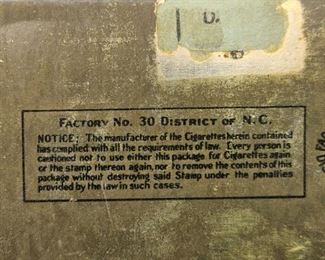 D.
FACTORY NO. 30 DISTRICT OF N.C.
NOTICE: The manufacturer of the Cigarettes herein contained
has complied with all the requirements of law. Every person is
cautioned not to use either this package for Cigarettes again
or the stamp thereon again, nor to remove the contents of this
package without destroying said Stamp under the penalties
provided by the law in such cases.